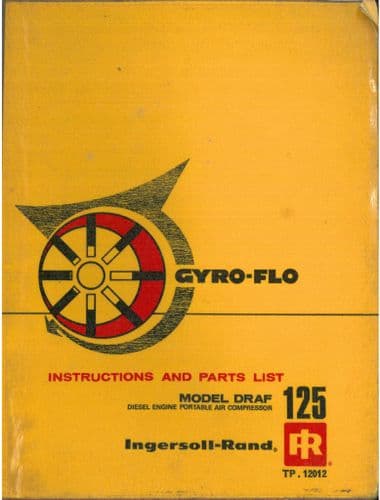 GYRO-FLO
INSTRUCTIONS AND PARTS LIST
MODEL DRAF
DIESEL ENGINE PORTABLE AIR COMPRESSOR
125
Ingersoll-Rand®
IR®
TP. 12012